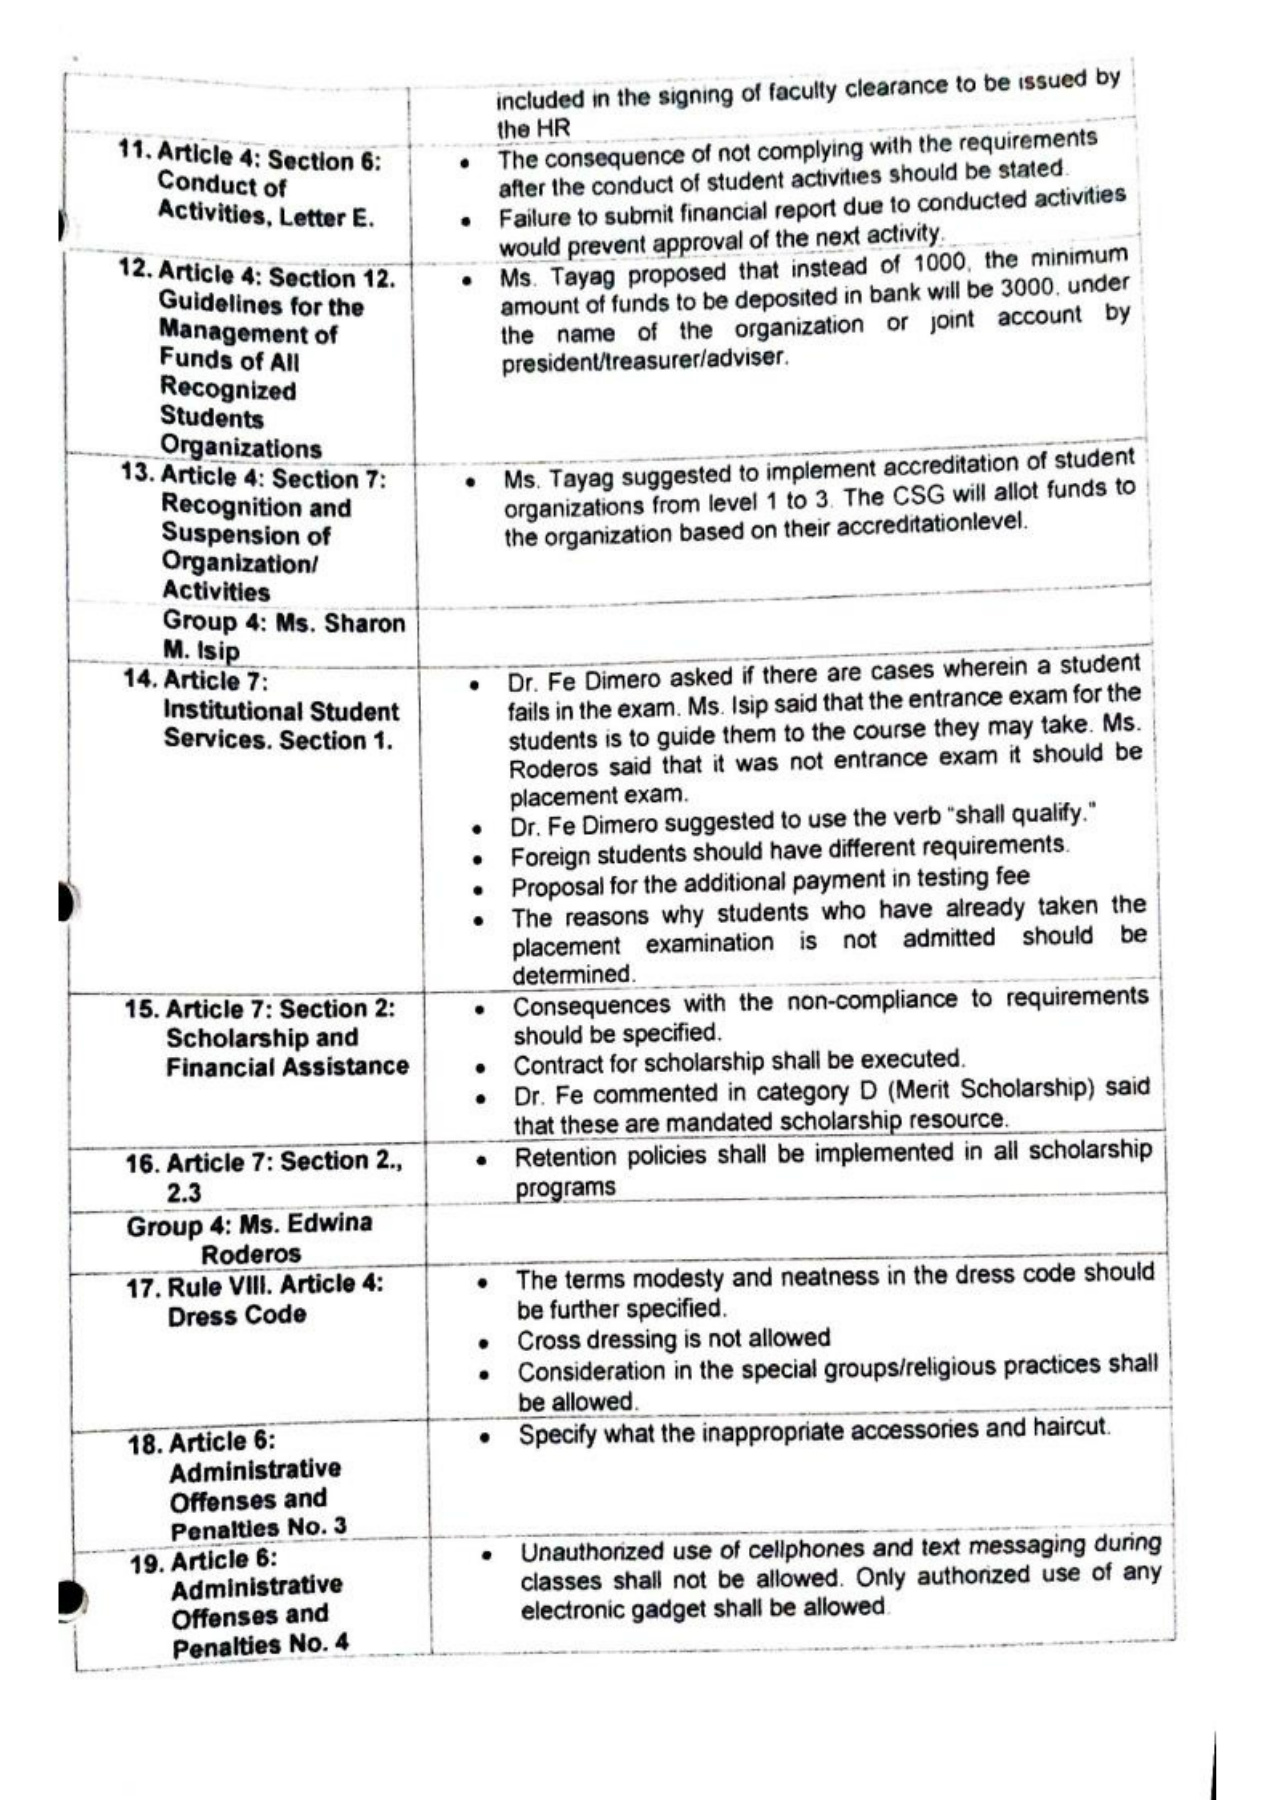 included in the signing of faculty clearance to be issued by
the HR
11. Article 4: Section 6:
Conduct of
Activities, Letter E.
• The consequence of not complying with the requirements
after the conduct of student activities should be stated.
• Failure to submit financial report due to conducted activities
would prevent approval of the next activity.
12. Article 4: Section 12.
Guidelines for the
Management of
Funds of All
Recognized
Students
Organizations
• Ms. Tayag proposed that instead of 1000, the minimum
amount of funds to be deposited in bank will be 3000, under
the name of the organization or joint account by
president/treasurer/adviser.
13. Article 4: Section 7:
Recognition and
Suspension of
Organization/
Activities
• Ms. Tayag suggested to implement accreditation of student
organizations from level 1 to 3. The CSG will allot funds to
the organization based on their accreditationlevel.
Group 4: Ms. Sharon
M. Isip
14. Article 7:
Institutional Student
Services. Section 1.
• Dr. Fe Dimero asked if there are cases wherein a student
fails in the exam. Ms. Isip said that the entrance exam for the
students is to guide them to the course they may take. Ms.
Roderos said that it was not entrance exam it should be
placement exam.
• Dr. Fe Dimero suggested to use the verb "shall qualify."
• Foreign students should have different requirements.
• Proposal for the additional payment in testing fee
• The reasons why students who have already taken the
placement examination is not admitted should be
determined.
15. Article 7: Section 2:
Scholarship and
Financial Assistance
• Consequences with the non-compliance to requirements
should be specified.
• Contract for scholarship shall be executed.
• Dr. Fe commented in category D (Merit Scholarship) said
that these are mandated scholarship resource.
16. Article 7: Section 2.,
2.3
• Retention policies shall be implemented in all scholarship
programs
Group 4: Ms. Edwina
Roderos
17. Rule VIII. Article 4:
Dress Code
• The terms modesty and neatness in the dress code should
be further specified.
• Cross dressing is not allowed
• Consideration in the special groups/religious practices shall
be allowed.
18. Article 6:
Administrative
Offenses and
Penalties No. 3
• Specify what the inappropriate accessories and haircut.
19. Article 6:
Administrative
Offenses and
Penalties No. 4
• Unauthorized use of cellphones and text messaging during
classes shall not be allowed. Only authorized use of any
electronic gadget shall be allowed.